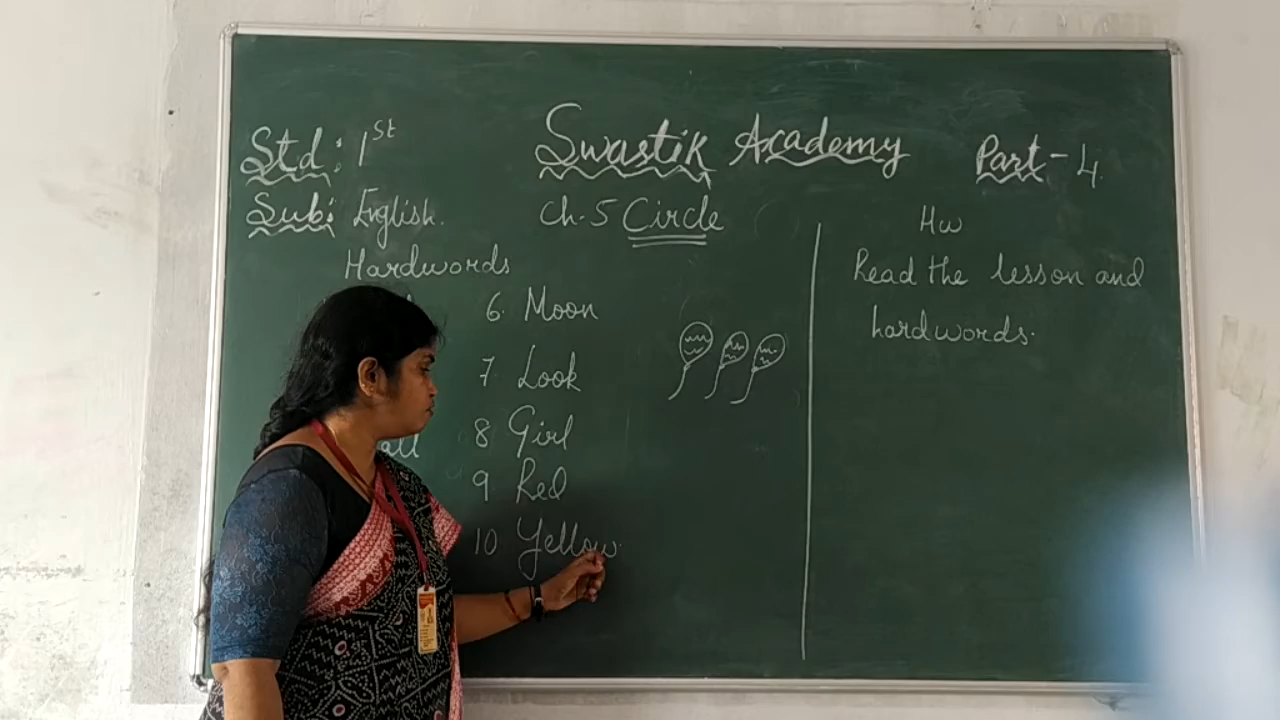 Std: 1st
Swastik Academy
Part-4
Sub: English.
Ch.5 Circle
Hardwords
6. Moon
7 Look
8 Girl
9 Red
10 Yellow.
Hw
Read the lesson and
hardwords.